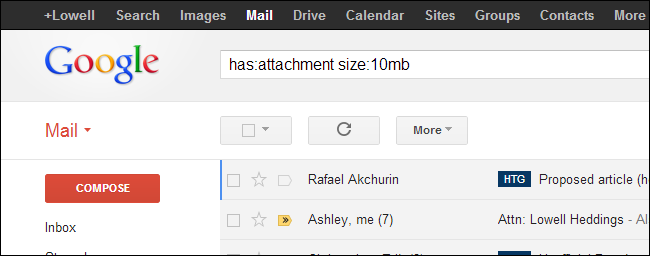 +Lowell Search Images Mail Drive Calendar Sites Groups Contacts More
Google
has:attachment size:10mb
Mail
More
COMPOSE
Rafael Akchurin HTG Proposed article (h
Inbox
Ashley, me (7) Attn: Lowell Heddings - Al